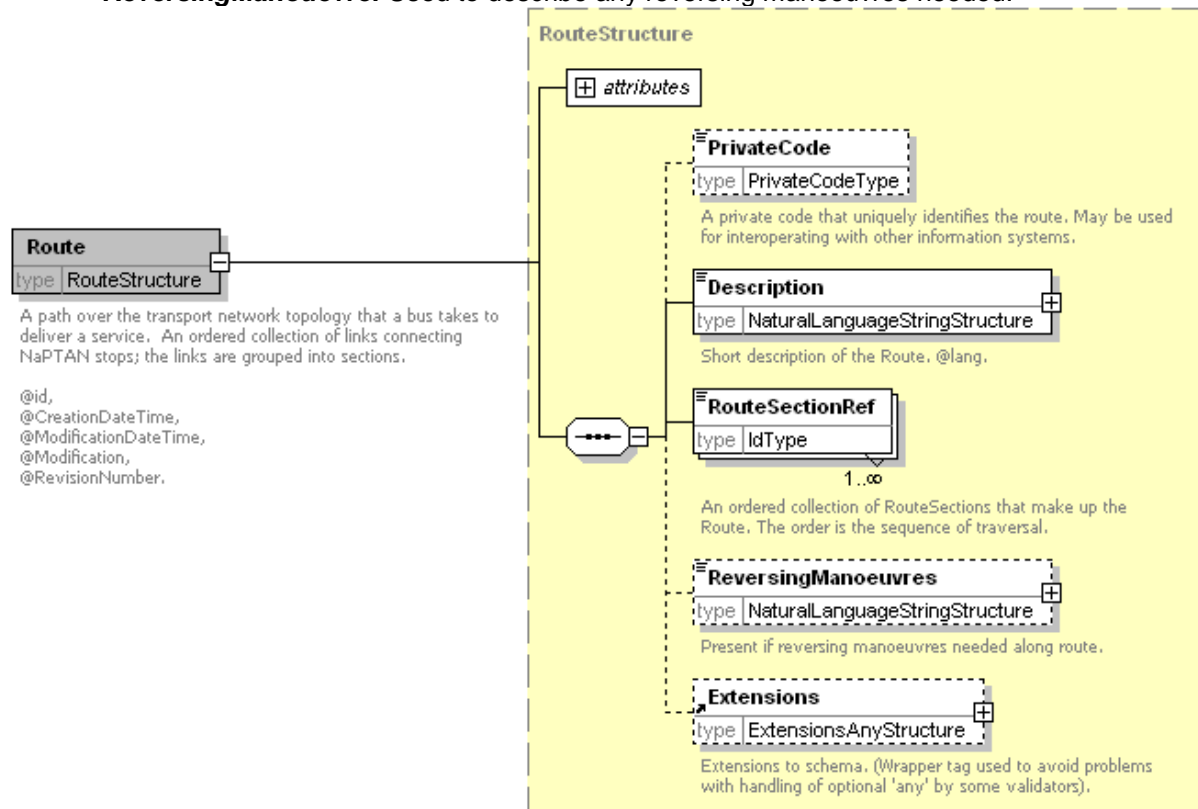 ReversingManoeuvre: Used to describe any reversing manoeuvres needed.
RouteStructure
attributes
PrivateCode
type PrivateCodeType
A private code that uniquely identifies the route. May be used
for interoperating with other information systems.
Route
type RouteStructure
A path over the transport network topology that a bus takes to
deliver a service. An ordered collection of links connecting
NaPTAN stops; the links are grouped into sections.
@id,
@CreationDateTime,
@ModificationDateTime,
@Modification,
@RevisionNumber.
Description
type NaturalLanguageStringStructure
Short description of the Route. @lang.
RouteSectionRef
type IdType
1..∞
An ordered collection of RouteSections that make up the
Route. The order is the sequence of traversal.
ReversingManoeuvres
type NaturalLanguageStringStructure
Present if reversing manoeuvres needed along route.
Extensions
type ExtensionsAnyStructure
Extensions to schema. (Wrapper tag used to avoid problems
with handling of optional 'any' by some validators).